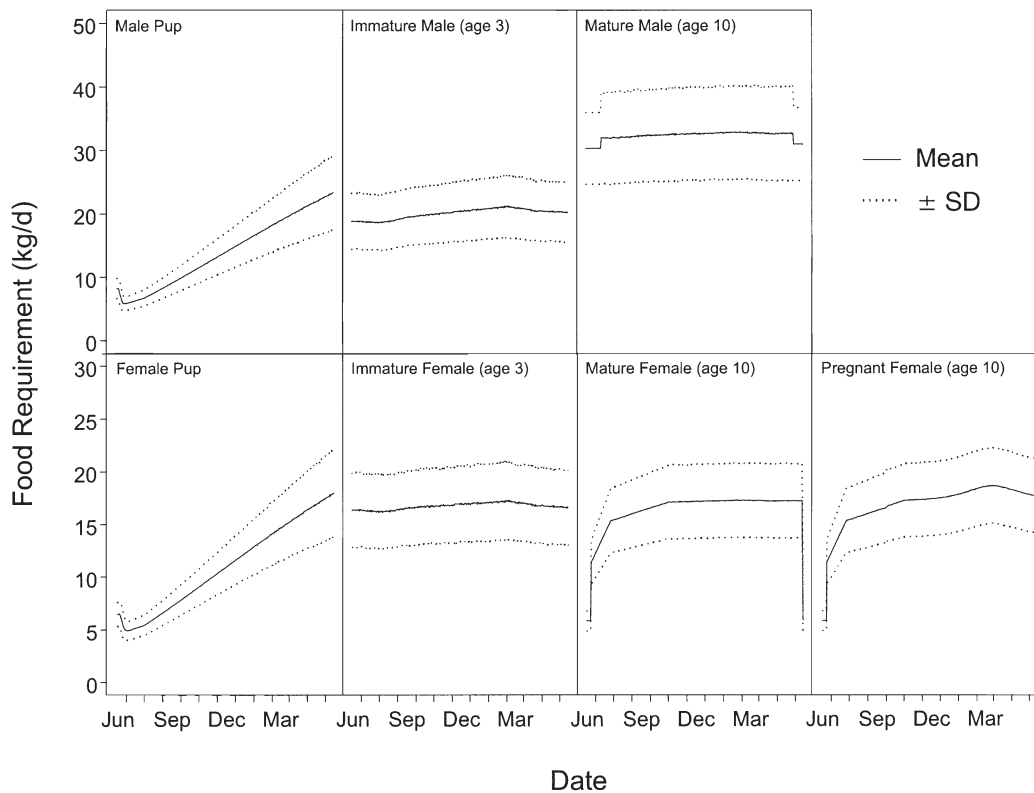 Food Requirement (kg/d)
50
40
30
20
10
0
Male Pup
Immature Male (age 3)
Mature Male (age 10)
Mean
± SD
30
25
20
15
10
5
0
Female Pup
Immature Female (age 3)
Mature Female (age 10)
Pregnant Female (age 10)
Jun Sep Dec Mar Jun Sep Dec Mar Jun Sep Dec Mar Jun Sep Dec Mar
Date